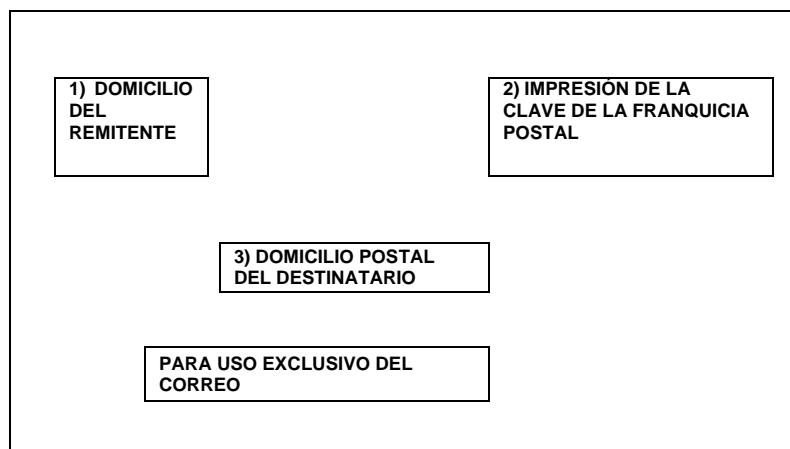 1) DOMICILIO
DEL
REMITENTE
2) IMPRESIÓN DE LA
CLAVE DE LA FRANQUICIA
POSTAL
3) DOMICILIO POSTAL
DEL DESTINATARIO
PARA USO EXCLUSIVO DEL
CORREO